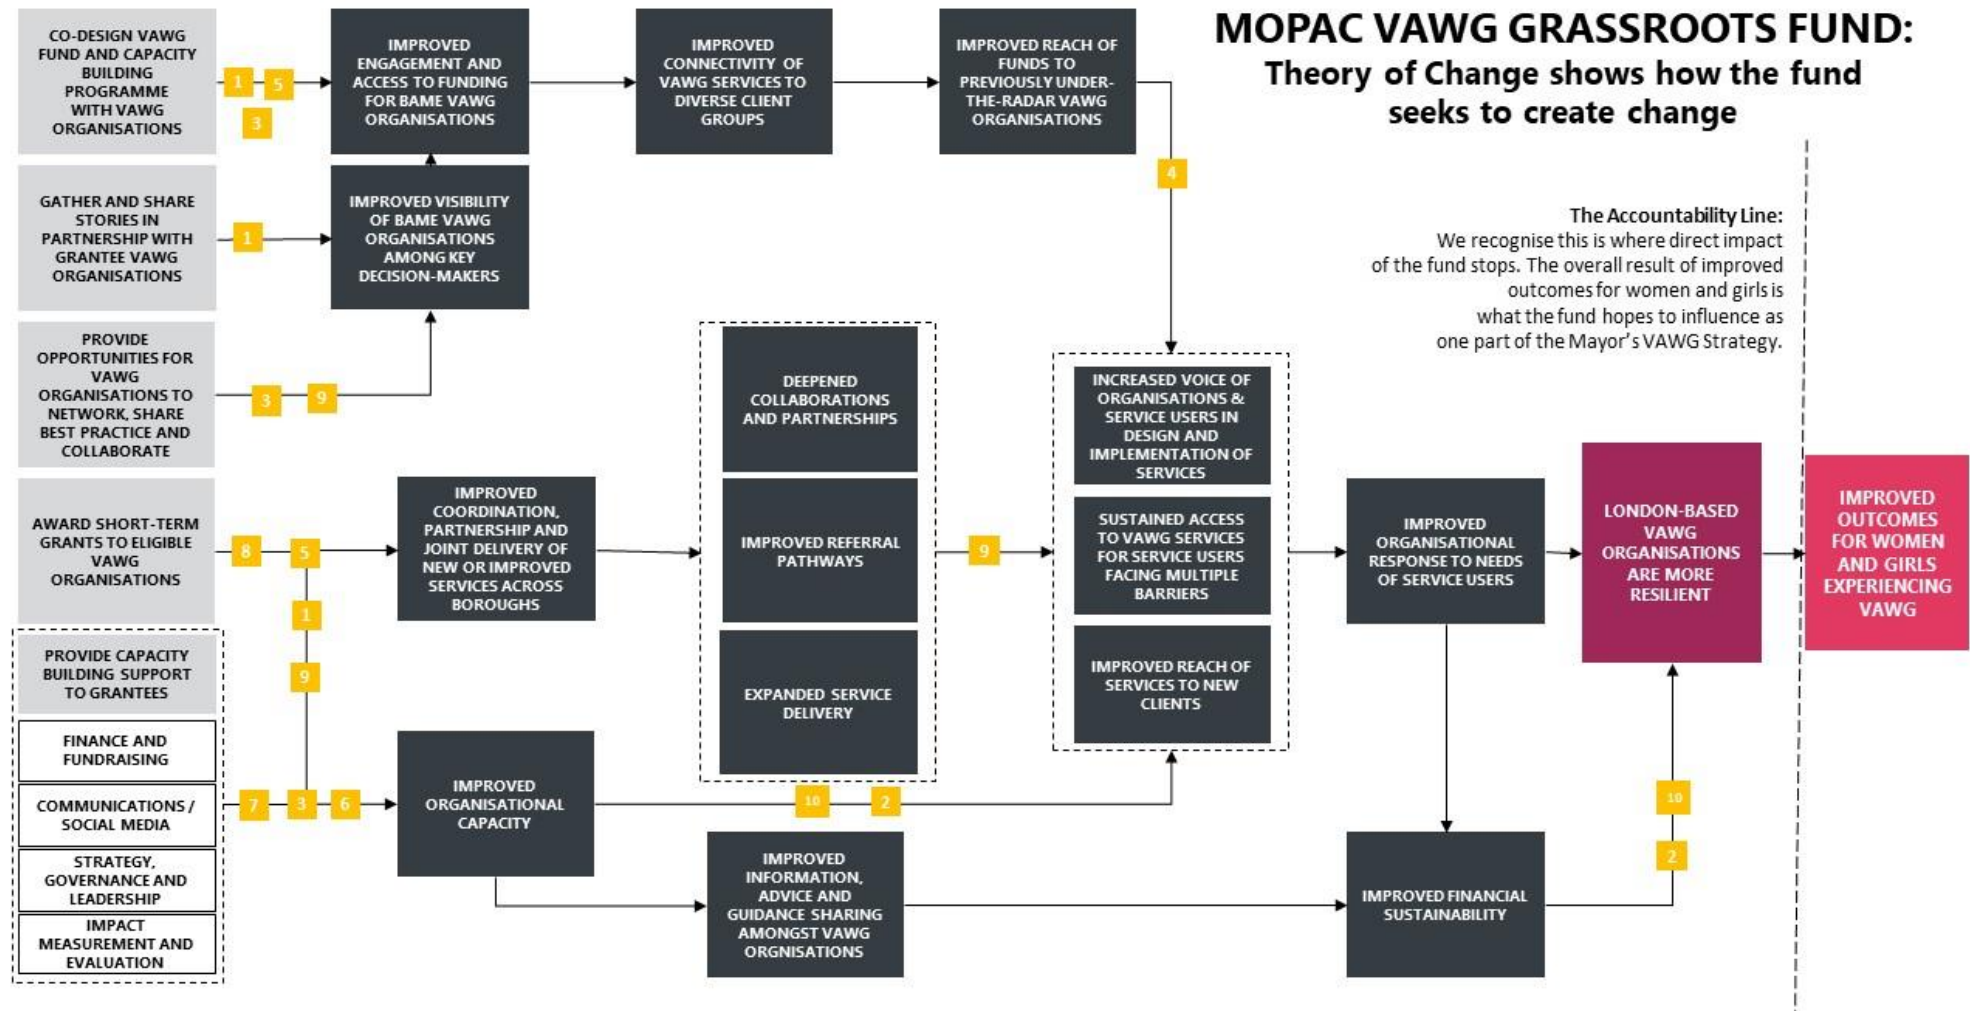 MOPAC VAWG GRASSROOTS FUND:
Theory of Change shows how the fund
seeks to create change
CO-DESIGN VAWG
FUND AND CAPACITY
BUILDING
PROGRAMME
WITH VAWG
ORGANISATIONS
1
5
3
IMPROVED
ENGAGEMENT AND
ACCESS TO FUNDING
FOR BAME VAWG
ORGANISATIONS
IMPROVED
CONNECTIVITY OF
VAWG SERVICES TO
DIVERSE CLIENT
GROUPS
IMPROVED REACH OF
FUNDS TO
PREVIOUSLY UNDER-
THE-RADAR VAWG
ORGANISATIONS
4
The Accountability Line:
We recognise this is where direct impact
of the fund stops. The overall result of improved
outcomes for women and girls is
what the fund hopes to influence as
one part of the Mayor's VAWG Strategy.
GATHER AND SHARE
STORIES IN
PARTNERSHIP WITH
GRANTEE VAWG
ORGANISATIONS
1
IMPROVED VISIBILITY
OF BAME VAWG
ORGANISATIONS
AMONG KEY
DECISION-MAKERS
PROVIDE
OPPORTUNITIES FOR
VAWG
ORGANISATIONS TO
NETWORK, SHARE
BEST PRACTICE AND
COLLABORATE
3
9
AWARD SHORT-TERM
GRANTS TO ELIGIBLE
VAWG
ORGANISATIONS
8
5
1
9
IMPROVED
COORDINATION,
PARTNERSHIP AND
JOINT DELIVERY OF
NEW OR IMPROVED
SERVICES ACROSS
BOROUGHS
DEEPENED
COLLABORATIONS
AND PARTNERSHIPS
IMPROVED REFERRAL
PATHWAYS
EXPANDED SERVICE
DELIVERY
9
INCREASED VOICE OF
ORGANISATIONS &
SERVICE USERS IN
DESIGN AND
IMPLEMENTATION OF
SERVICES
SUSTAINED ACCESS
TO VAWG SERVICES
FOR SERVICE USERS
FACING MULTIPLE
BARRIERS
IMPROVED REACH OF
SERVICES TO NEW
CLIENTS
IMPROVED
ORGANISATIONAL
RESPONSE TO NEEDS
OF SERVICE USERS
LONDON-BASED
VAWG
ORGANISATIONS
ARE MORE
RESILIENT
IMPROVED
OUTCOMES
FOR WOMEN
AND GIRLS
EXPERIENCING
VAWG
PROVIDE CAPACITY
BUILDING SUPPORT
TO GRANTEES
FINANCE AND
FUNDRAISING
COMMUNICATIONS /
SOCIAL MEDIA
STRATEGY,
GOVERNANCE AND
LEADERSHIP
IMPACT
MEASUREMENT AND
EVALUATION
7
3
6
IMPROVED
ORGANISATIONAL
CAPACITY
10
2
IMPROVED
INFORMATION,
ADVICE AND
GUIDANCE SHARING
AMONGST VAWG
ORGNISATIONS
IMPROVED FINANCIAL
SUSTAINABILITY
10
2